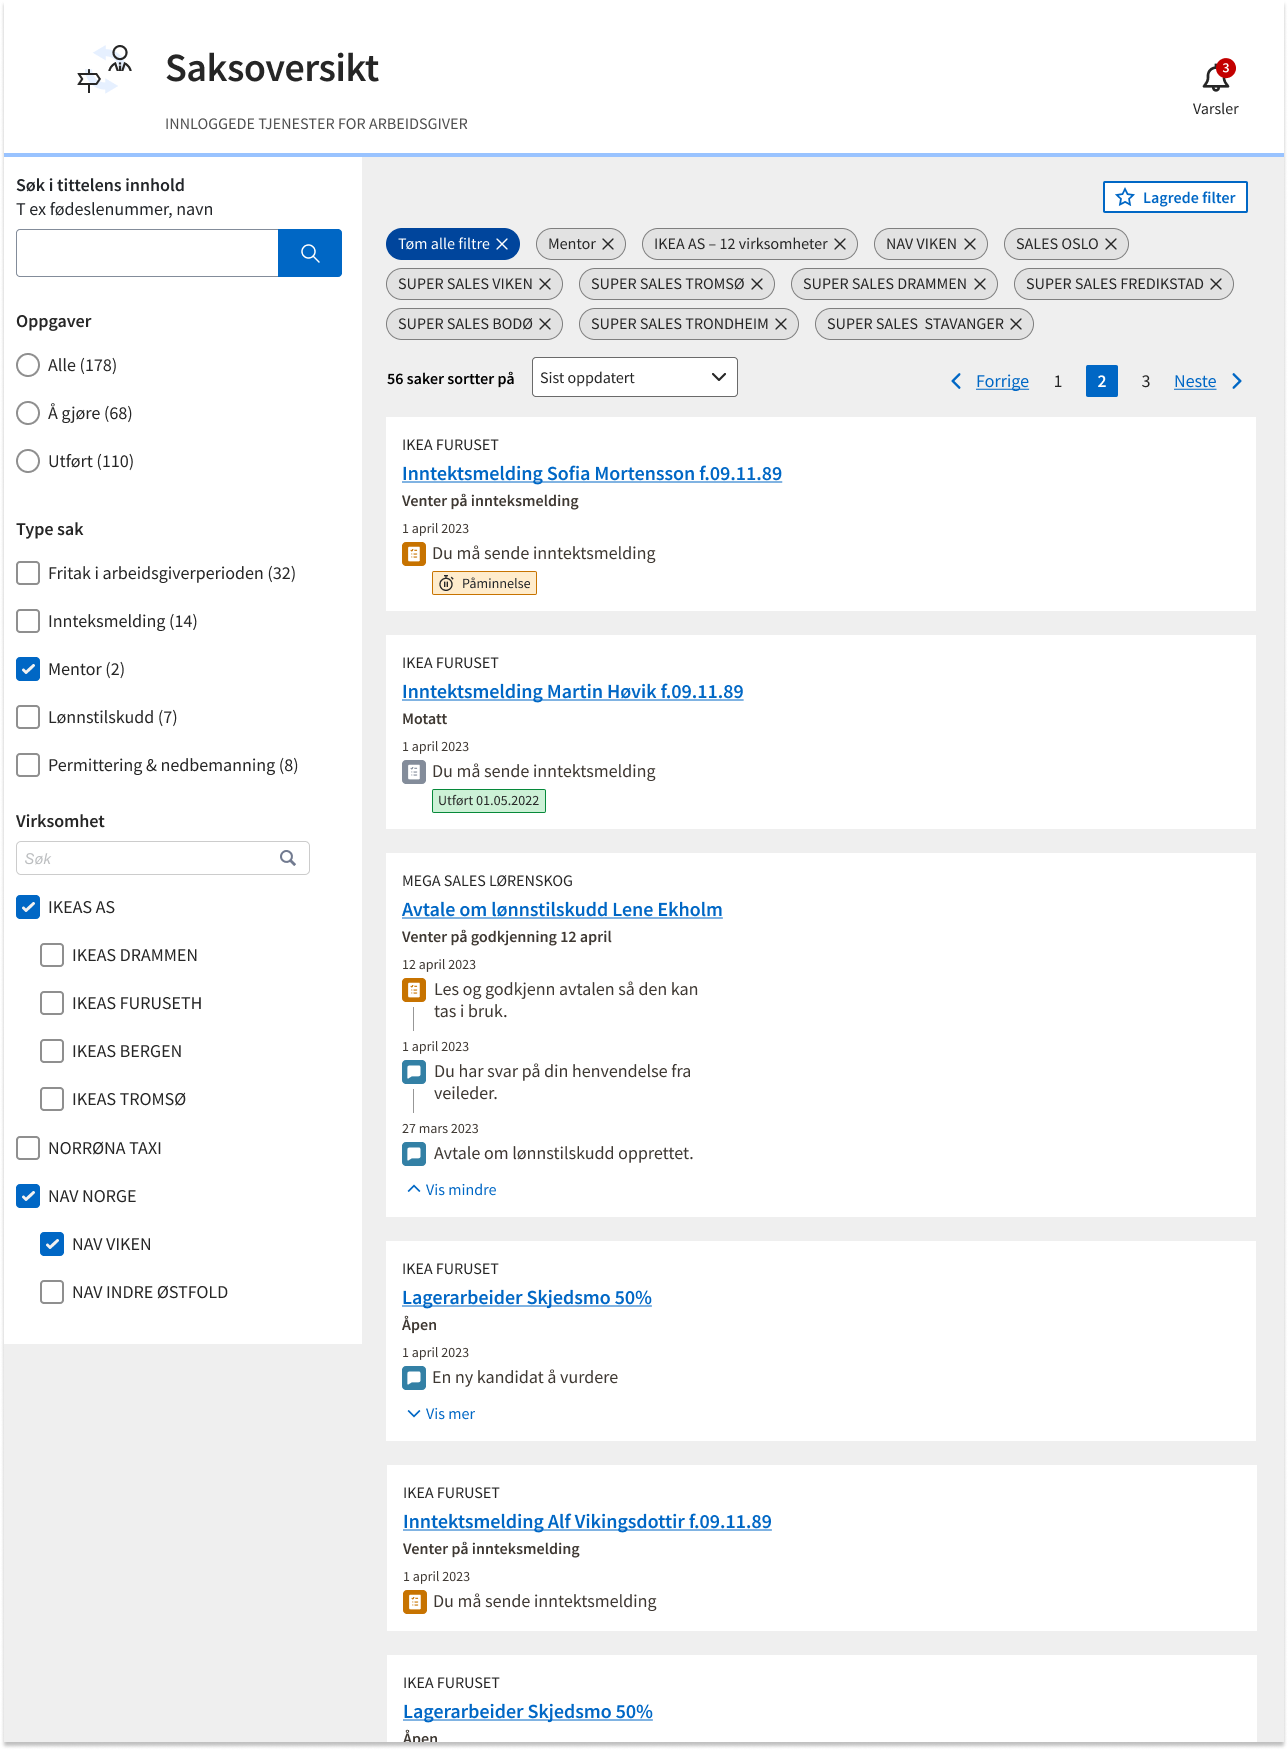 Saksoversikt
INNLOGGEDE TJENESTER FOR ARBEIDSGIVER
3
Varsler
Søk i tittelens innhold
T ex fødeslenummer, navn
Oppgaver
Alle (178)
Å gjøre (68)
Utført (110)
Type sak
Fritak i arbeidsgiverperioden (32)
Innteksmelding (14)
Mentor (2)
Lønnstilskudd (7)
Permittering & nedbemanning (8)
Virksomhet
Søk
IKEAS AS
IKEAS DRAMMEN
IKEAS FURUSETH
IKEAS BERGEN
IKEAS TROMSØ
NORRØNA TAXI
NAV NORGE
NAV VIKEN
NAV INDRE ØSTFOLD
Lagrede filter
Tøm alle filtre Mentor IKEA AS – 12 virksomheter NAV VIKEN SALES OSLO
SUPER SALES VIKEN SUPER SALES TROMSØ SUPER SALES DRAMMEN SUPER SALES FREDIKSTAD
SUPER SALES BODØ SUPER SALES TRONDHEIM SUPER SALES  STAVANGER
56 saker sortter på Sist oppdatert Forrige 1 2 3 Neste
IKEA FURUSET
Inntektsmelding Sofia Mortensson f.09.11.89
Venter på innteksmelding
1 april 2023
Du må sende inntektsmelding
Påminnelse
IKEA FURUSET
Inntektsmelding Martin Høvik f.09.11.89
Motatt
1 april 2023
Du må sende inntektsmelding
Utført 01.05.2022
MEGA SALES LØRENSKOG
Avtale om lønnstilskudd Lene Ekholm
Venter på godkjenning 12 april
12 april 2023
Les og godkjenn avtalen så den kan
tas i bruk.
1 april 2023
Du har svar på din henvendelse fra
veileder.
27 mars 2023
Avtale om lønnstilskudd opprettet.
Vis mindre
IKEA FURUSET
Lagerarbeider Skjedsmo 50%
Åpen
1 april 2023
En ny kandidat å vurdere
Vis mer
IKEA FURUSET
Inntektsmelding Alf Vikingsdottir f.09.11.89
Venter på innteksmelding
1 april 2023
Du må sende inntektsmelding
IKEA FURUSET
Lagerarbeider Skjedsmo 50%
Åpen